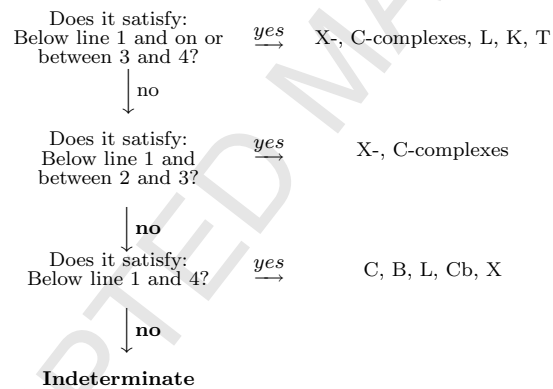 Does it satisfy:
Below line 1 and on or
between 3 and 4?
yes
X-, C-complexes, L, K, T
no
Does it satisfy:
Below line 1 and
between 2 and 3?
yes
X-, C-complexes
no
Does it satisfy:
Below line 1 and 4?
yes
C, B, L, Cb, X
no
Indeterminate
PTED MA